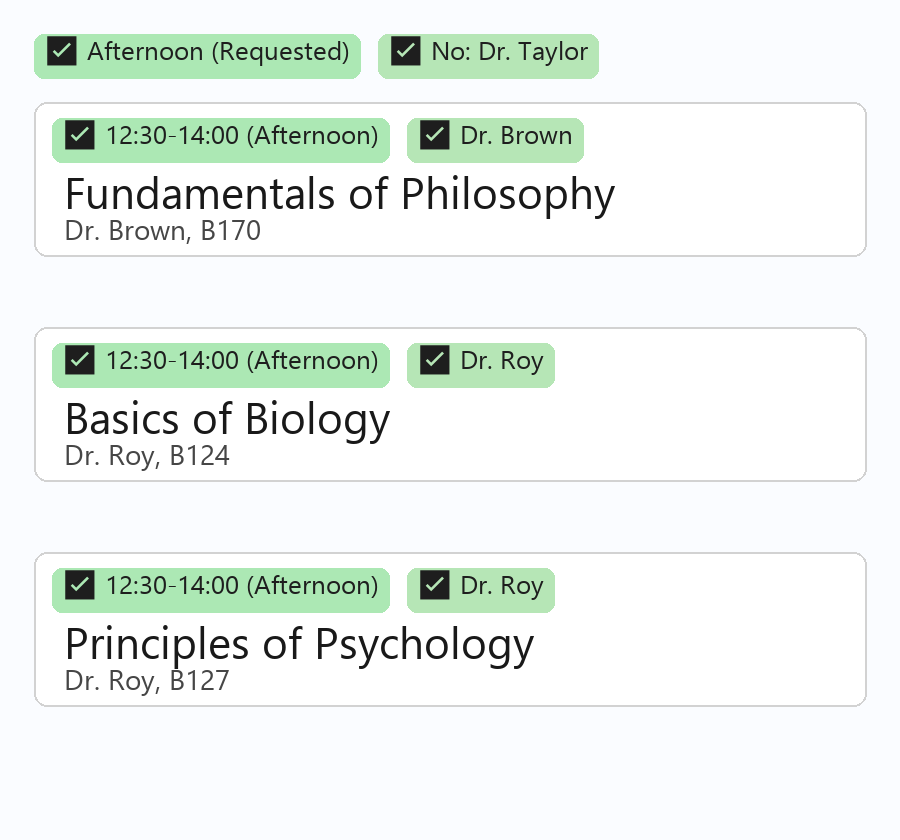 Afternoon (Requested) No: Dr. Taylor
12:30-14:00 (Afternoon) Dr. Brown
Fundamentals of Philosophy
Dr. Brown, B170
12:30-14:00 (Afternoon) Dr. Roy
Basics of Biology
Dr. Roy, B124
12:30-14:00 (Afternoon) Dr. Roy
Principles of Psychology
Dr. Roy, B127